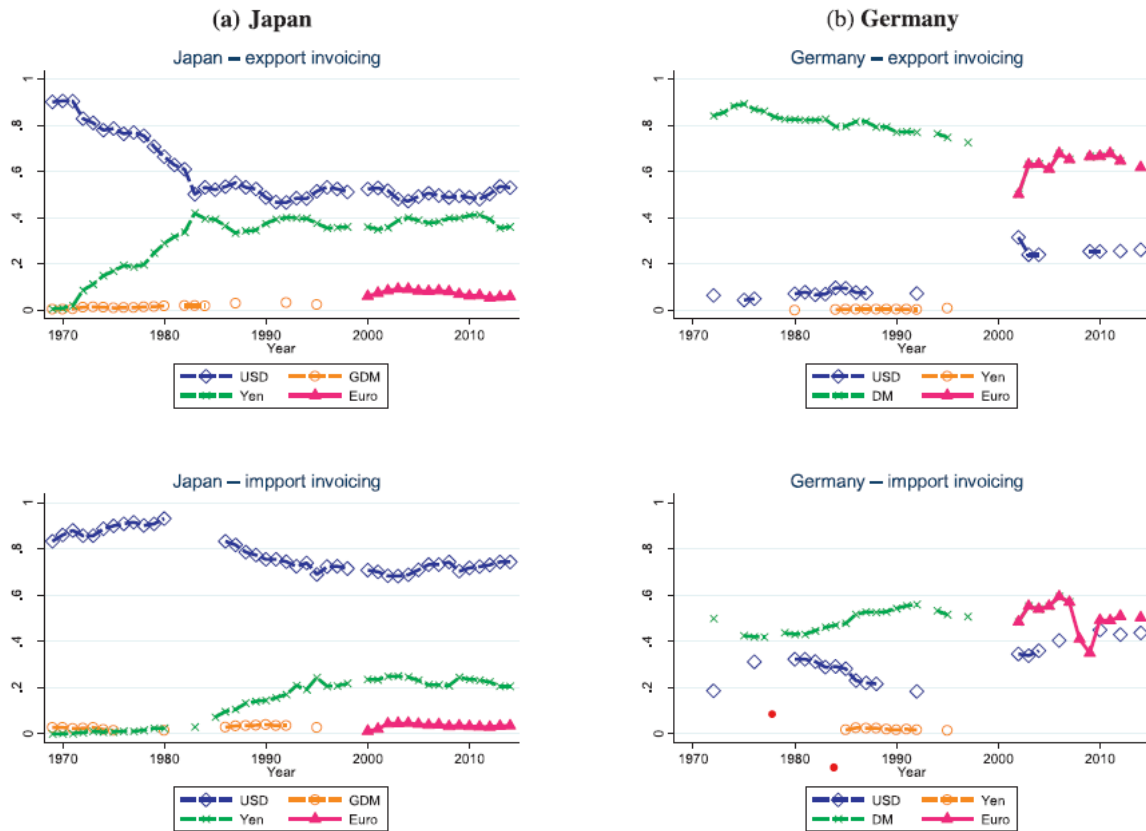 (a) Japan
Japan – expport invoicing
1
.8
.6
.4
.2
0
1970 1980 1990 2000 2010
Year
USD GDM
Yen Euro
(b) Germany
Germany – expport invoicing
1
.8
.6
.4
.2
0
1970 1980 1990 2000 2010
Year
USD Yen
DM Euro
Japan – impport invoicing
1
.8
.6
.4
.2
0
1970 1980 1990 2000 2010
Year
USD GDM
Yen Euro
Germany – impport invoicing
1
.8
.6
.4
.2
0
1970 1980 1990 2000 2010
Year
USD Yen
DM Euro